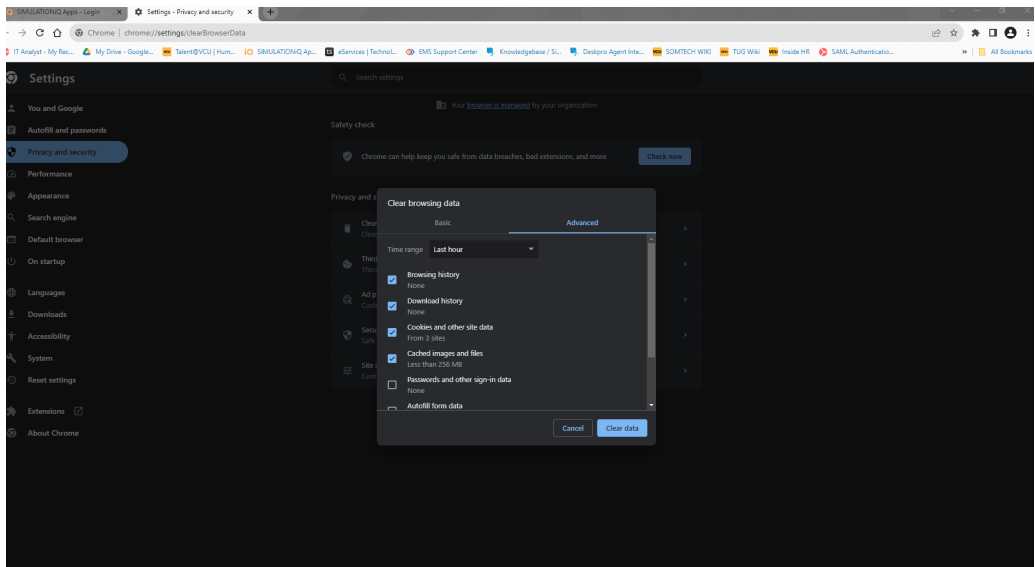 SIMULATIONiQ Apps - Login
Settings - Privacy and security
Chrome | chrome://settings/clearBrowserData
IT Analyst - My Rec...
My Drive - Google...
Talent@VCU | Hum...
SIMULATIONiQ Ap...
eServices | Technol...
EMS Support Center
Knowledgebase / Si...
Deskpro Agent Inte...
SOMTECH WIKI
TUG Wiki
Inside HR
SAML Authenticatio...
»
All Bookmarks
Settings
Search settings
You and Google
Autofill and passwords
Privacy and security
Performance
Appearance
Search engine
Default browser
On startup
Languages
Downloads
Accessibility
System
Reset settings
Extensions
About Chrome
Your browser is managed by your organization
Safety check
Chrome can help keep you safe from data breaches, bad extensions, and more
Check now
Privacy and s
Clear
Clear
Third
Third
Ad p
Cust
Secu
Safe
Site s
Cont
Clear browsing data
Basic
Advanced
Time range
Last hour
Browsing history
None
Download history
None
Cookies and other site data
From 3 sites
Cached images and files
Less than 256 MB
Passwords and other sign-in data
None
Autofill form data
Cancel
Clear data